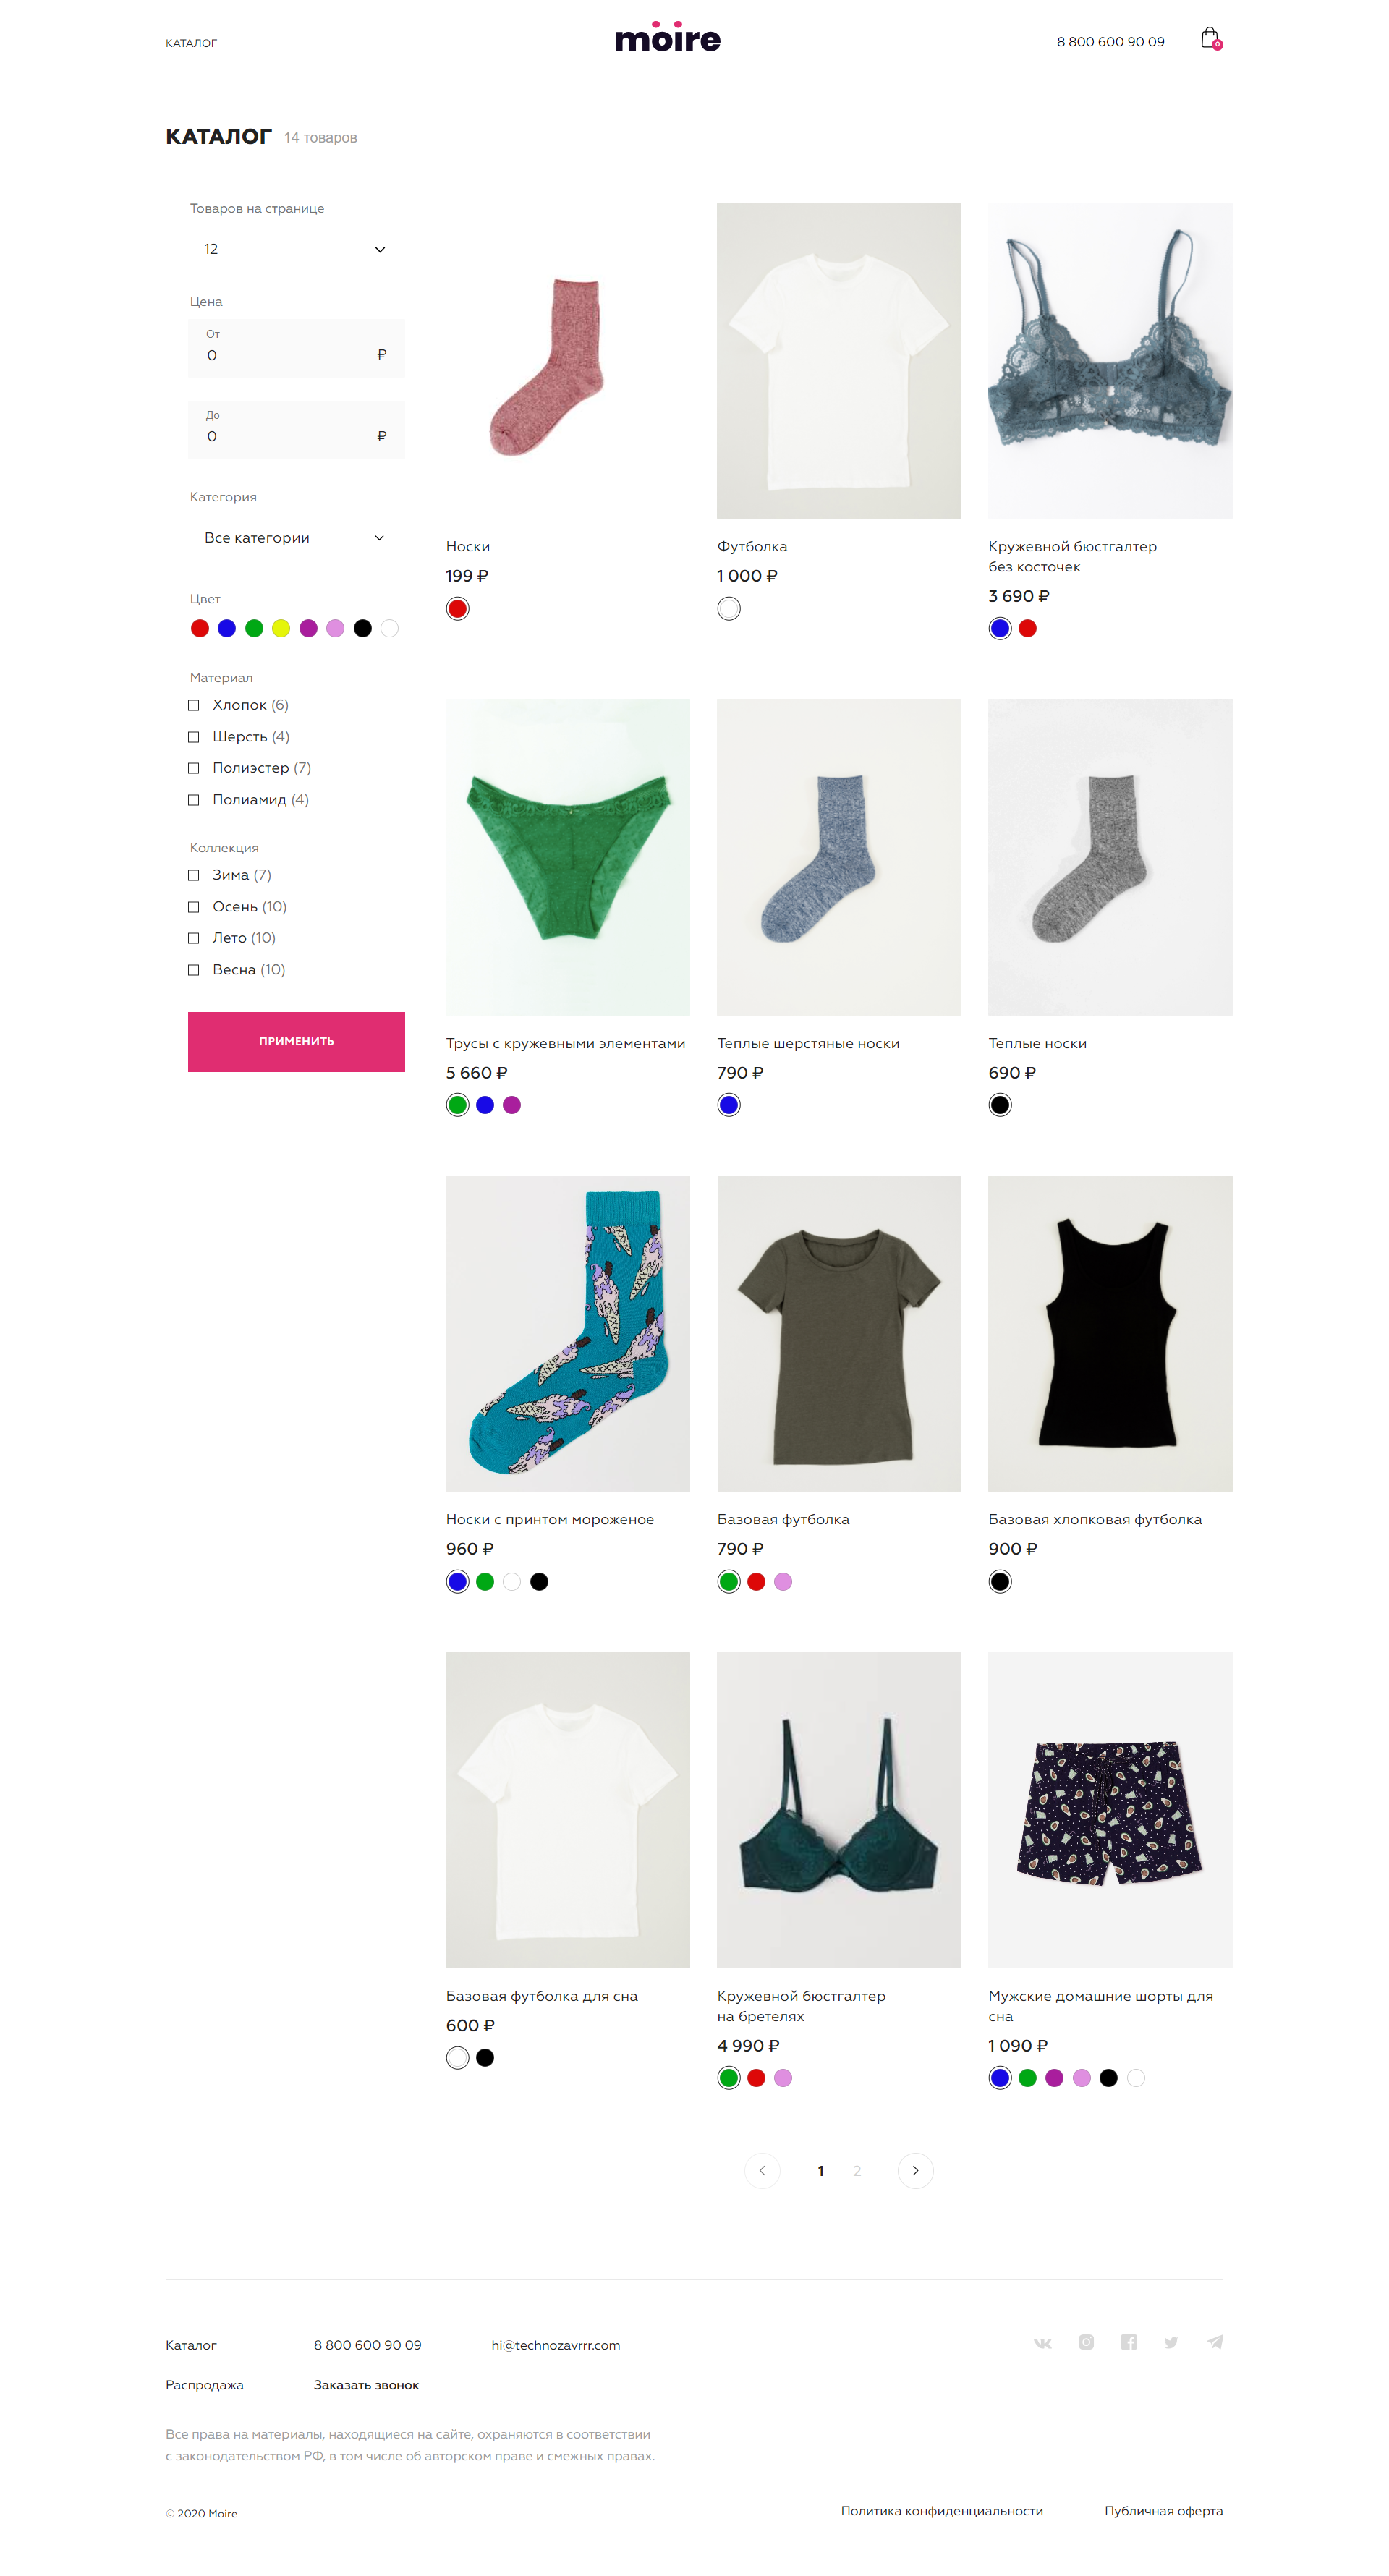 КАТАЛОГ
moire
8 800 600 90 09
0
КАТАЛОГ 14 товаров
Товаров на странице
12
Цена
От
0 ₽
До
0 ₽
Категория
Все категории
Цвет
Материал
Хлопок (6)
Шерсть (4)
Полиэстер (7)
Полиамид (4)
Коллекция
Зима (7)
Осень (10)
Лето (10)
Весна (10)
ПРИМЕНИТЬ
Носки
199 ₽
Футболка
1 000 ₽
Кружевной бюстгалтер
без косточек
3 690 ₽
Трусы с кружевными элементами
5 660 ₽
Теплые шерстяные носки
790 ₽
Теплые носки
690 ₽
Носки с принтом мороженое
960 ₽
Базовая футболка
790 ₽
Базовая хлопковая футболка
900 ₽
Базовая футболка для сна
600 ₽
Кружевной бюстгалтер
на бретелях
4 990 ₽
Мужские домашние шорты для
сна
1 090 ₽
1 2
Каталог
8 800 600 90 09
hi@technozavrrr.com
Распродажа
Заказать звонок
Все права на материалы, находящиеся на сайте, охраняются в соответствии
с законодательством РФ, в том числе об авторском праве и смежных правах.
© 2020 Moire
Политика конфиденциальности
Публичная оферта